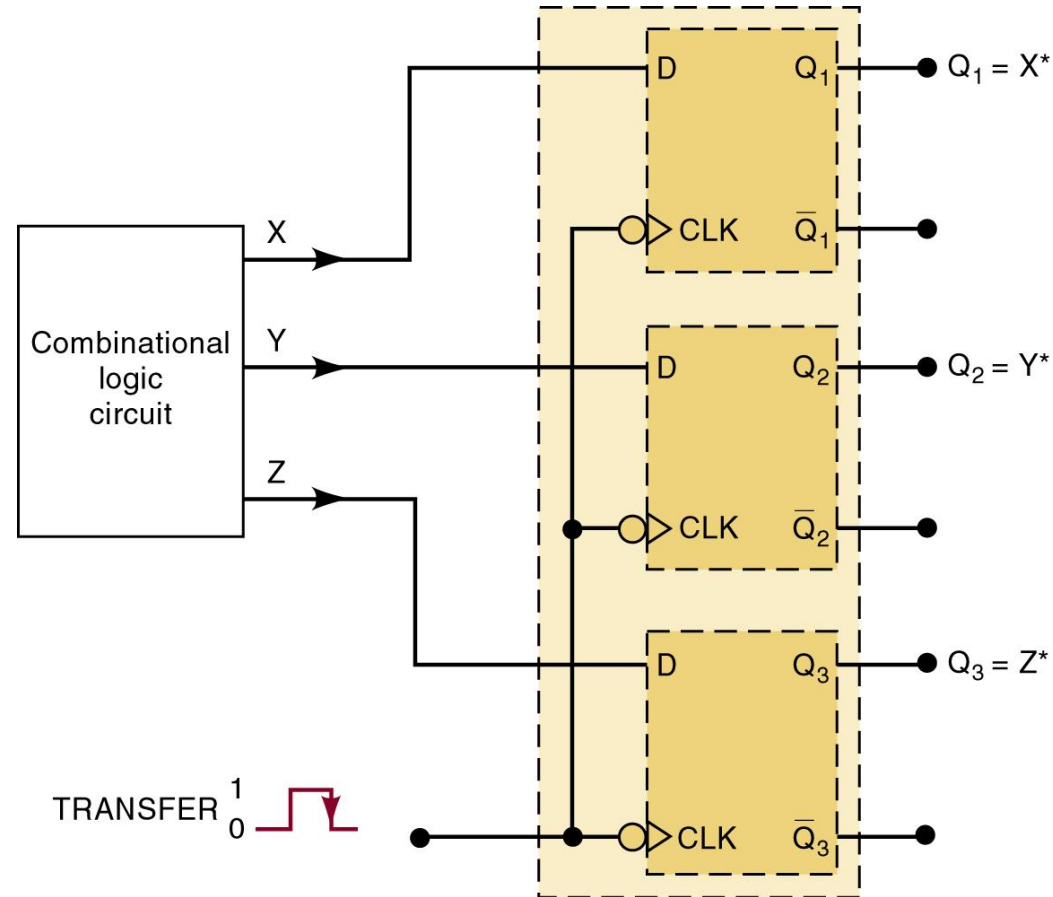 D Q₁ Q₁ = X*
X
CLK Q̅₁
Combinational
logic
circuit
Y
D Q₂ Q₂ = Y*
Z
CLK Q̅₂
D Q₃ Q₃ = Z*
TRANSFER 1
0
CLK Q̅₃